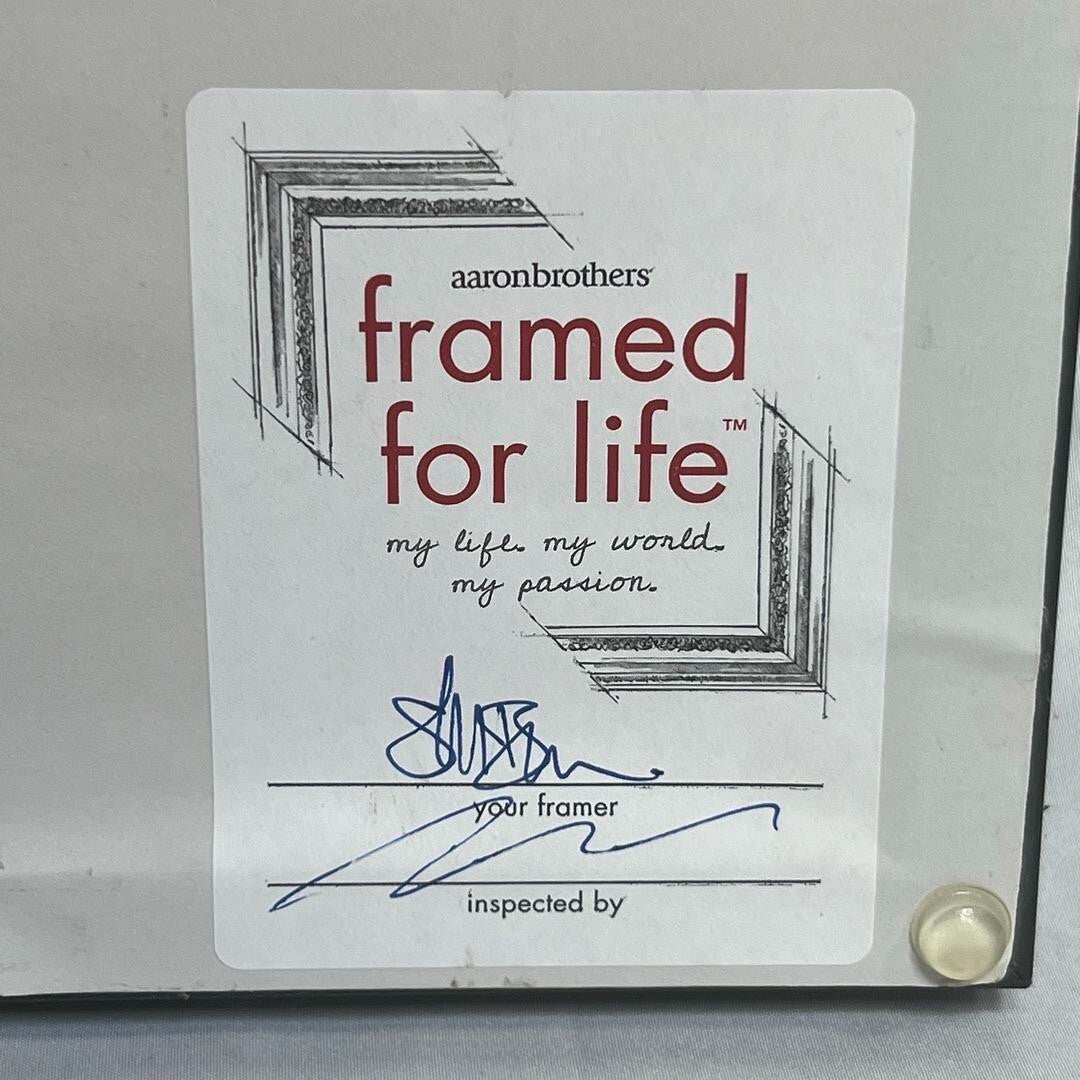 aaronbrothers
framed
for life™
my life. my world.
my passion.
your framer
inspected by